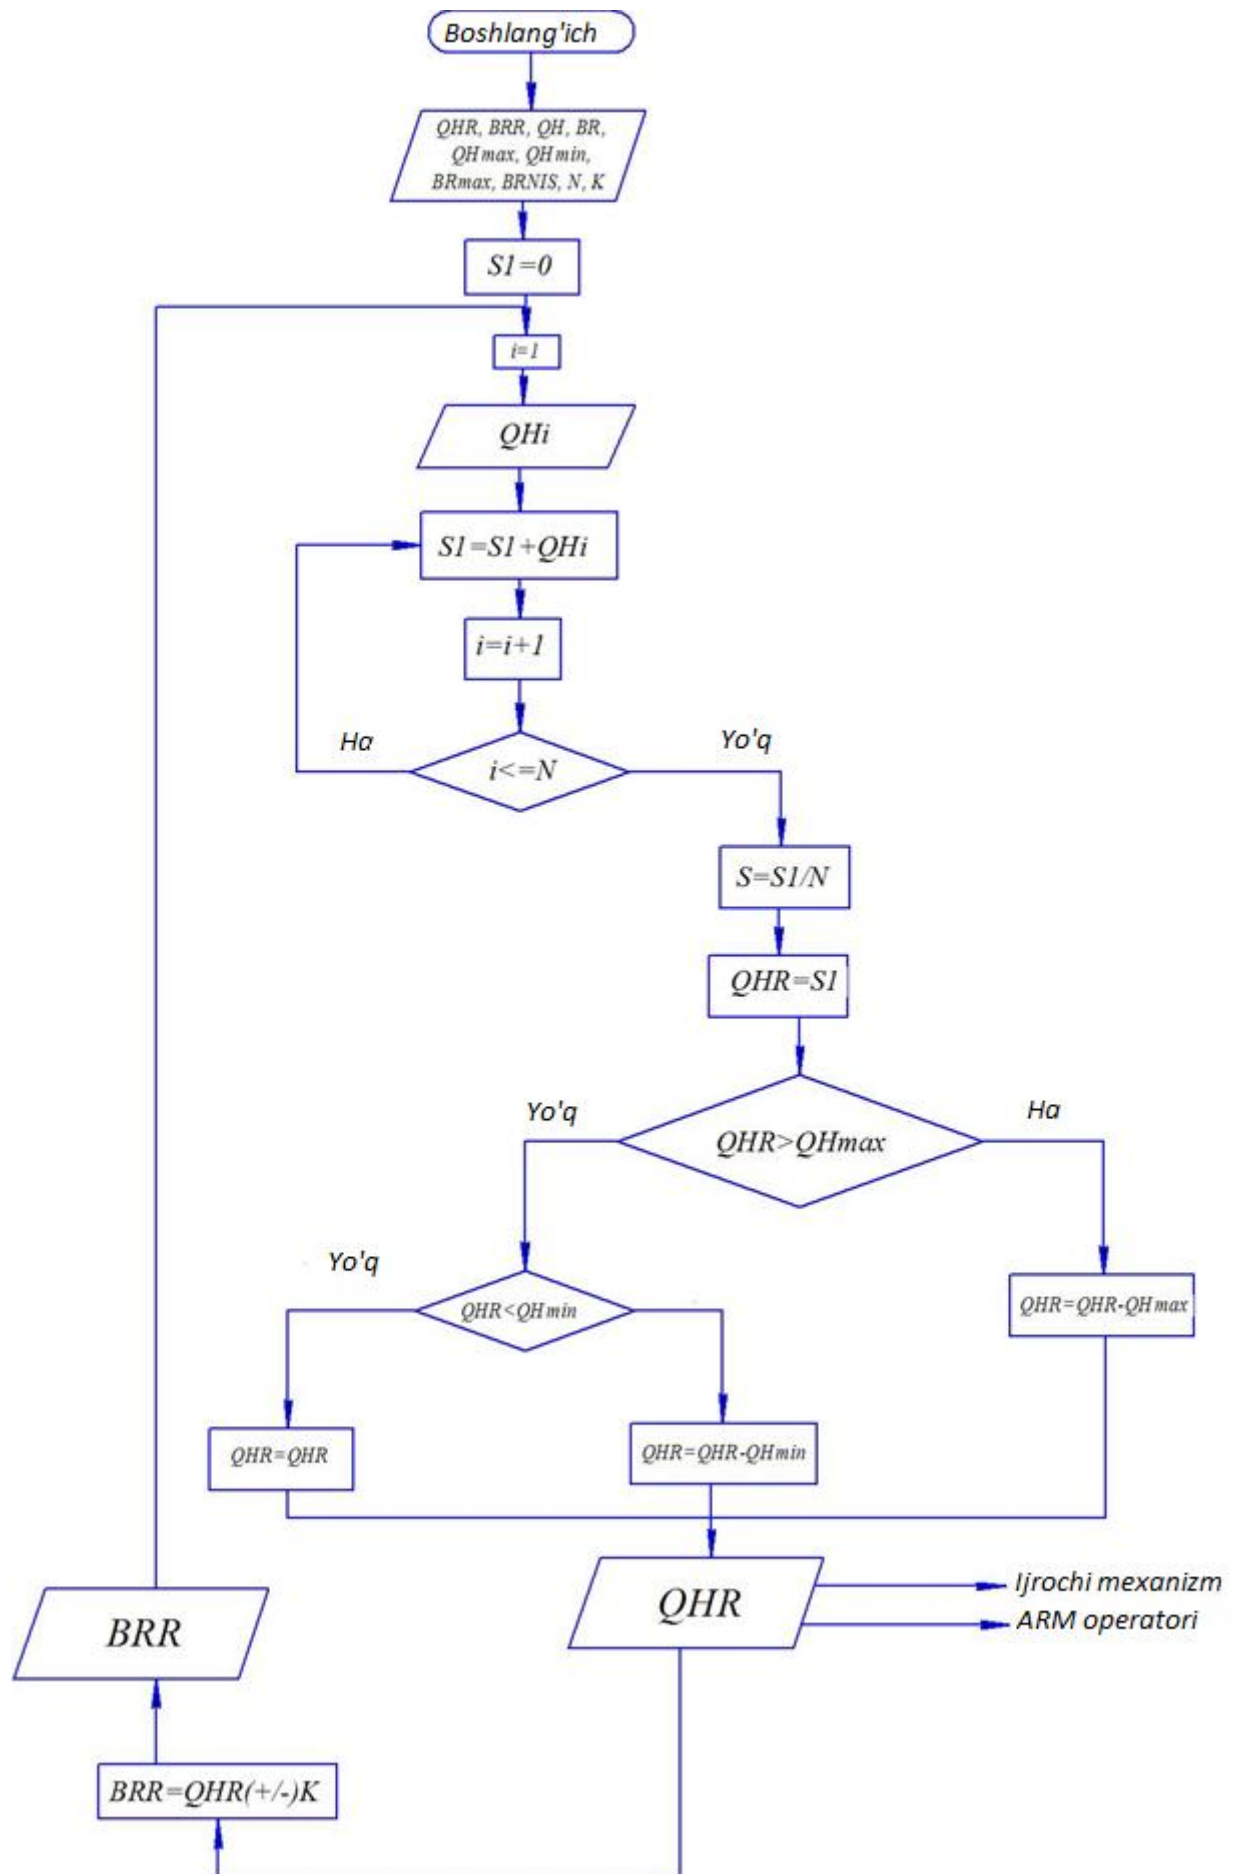 Boshlang'ich
QHR, BRR, QH, BR,
QHmax, QHmin,
BRmax, BRNIS, N, K
S1=0
i=1
QHi
S1=S1+QHi
i=i+1
Ha
Yo'q
i<=N
S=S1/N
QHR=S1
Yo'q
Ha
QHR>QHmax
Yo'q
QHR<QHmin
QHR=QHR-QHmax
QHR=QHR
QHR=QHR-QHmin
QHR
Ijrochi mexanizm
ARM operatori
BRR
BRR=QHR(+/-)K